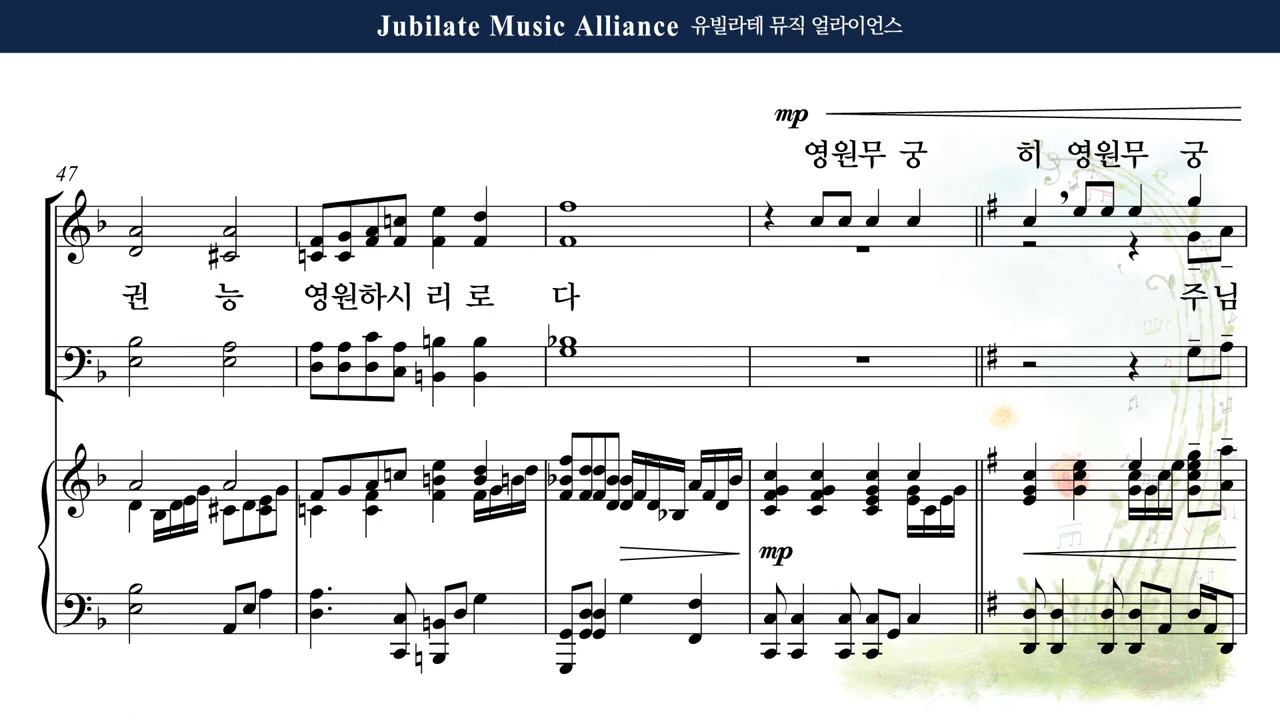 Jubilate Music Alliance 유빌라테 뮤직 얼라이언스
mp
영원무 궁 히 영원무 궁
47
권 능 영원하시 리 로 다 주 님
mp